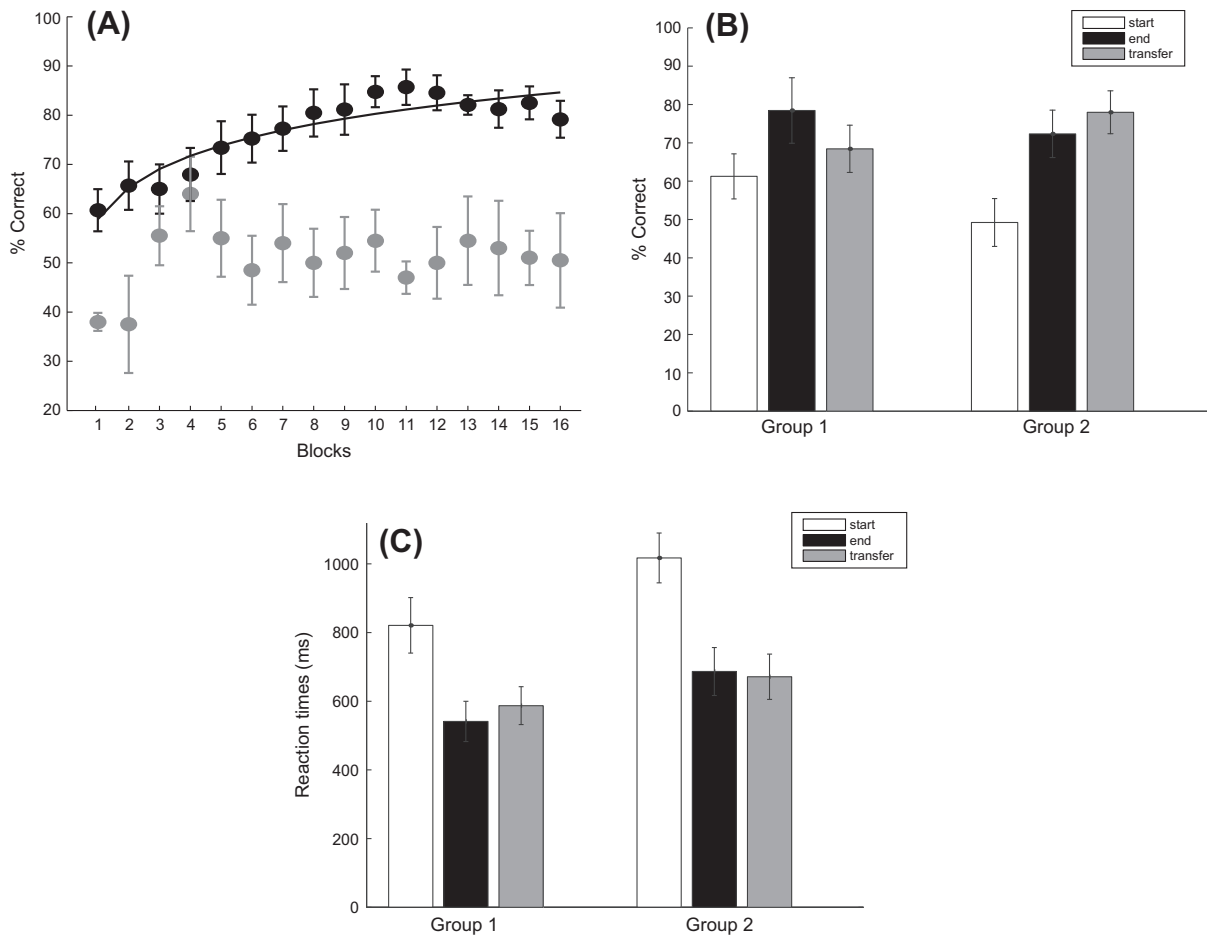 (A)
100
90
80
70
60
50
40
30
20
% Correct
1 2 3 4 5 6 7 8 9 10 11 12 13 14 15 16
Blocks
(B)
start
end
transfer
100
90
80
70
60
50
40
30
20
10
0
% Correct
Group 1 Group 2
(C)
start
end
transfer
1000
800
600
400
200
0
Reaction times (ms)
Group 1 Group 2